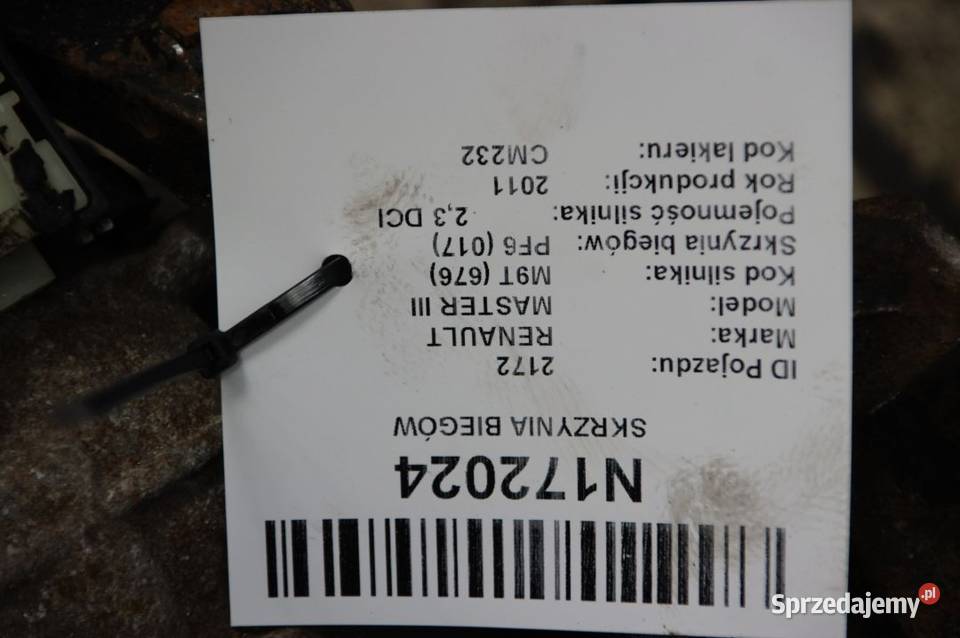 N172024
SKRZYNIA BIEGÓW
ID Pojazdu: 2172
Marka: RENAULT
Model: MASTER III
Kod silnika: M9T (676)
Skrzynia biegów: PF6 (017)
Pojemność silnika: 2,3 DCI
Rok produkcji: 2011
Kod lakieru: CM232
Sprzedajemy.pl